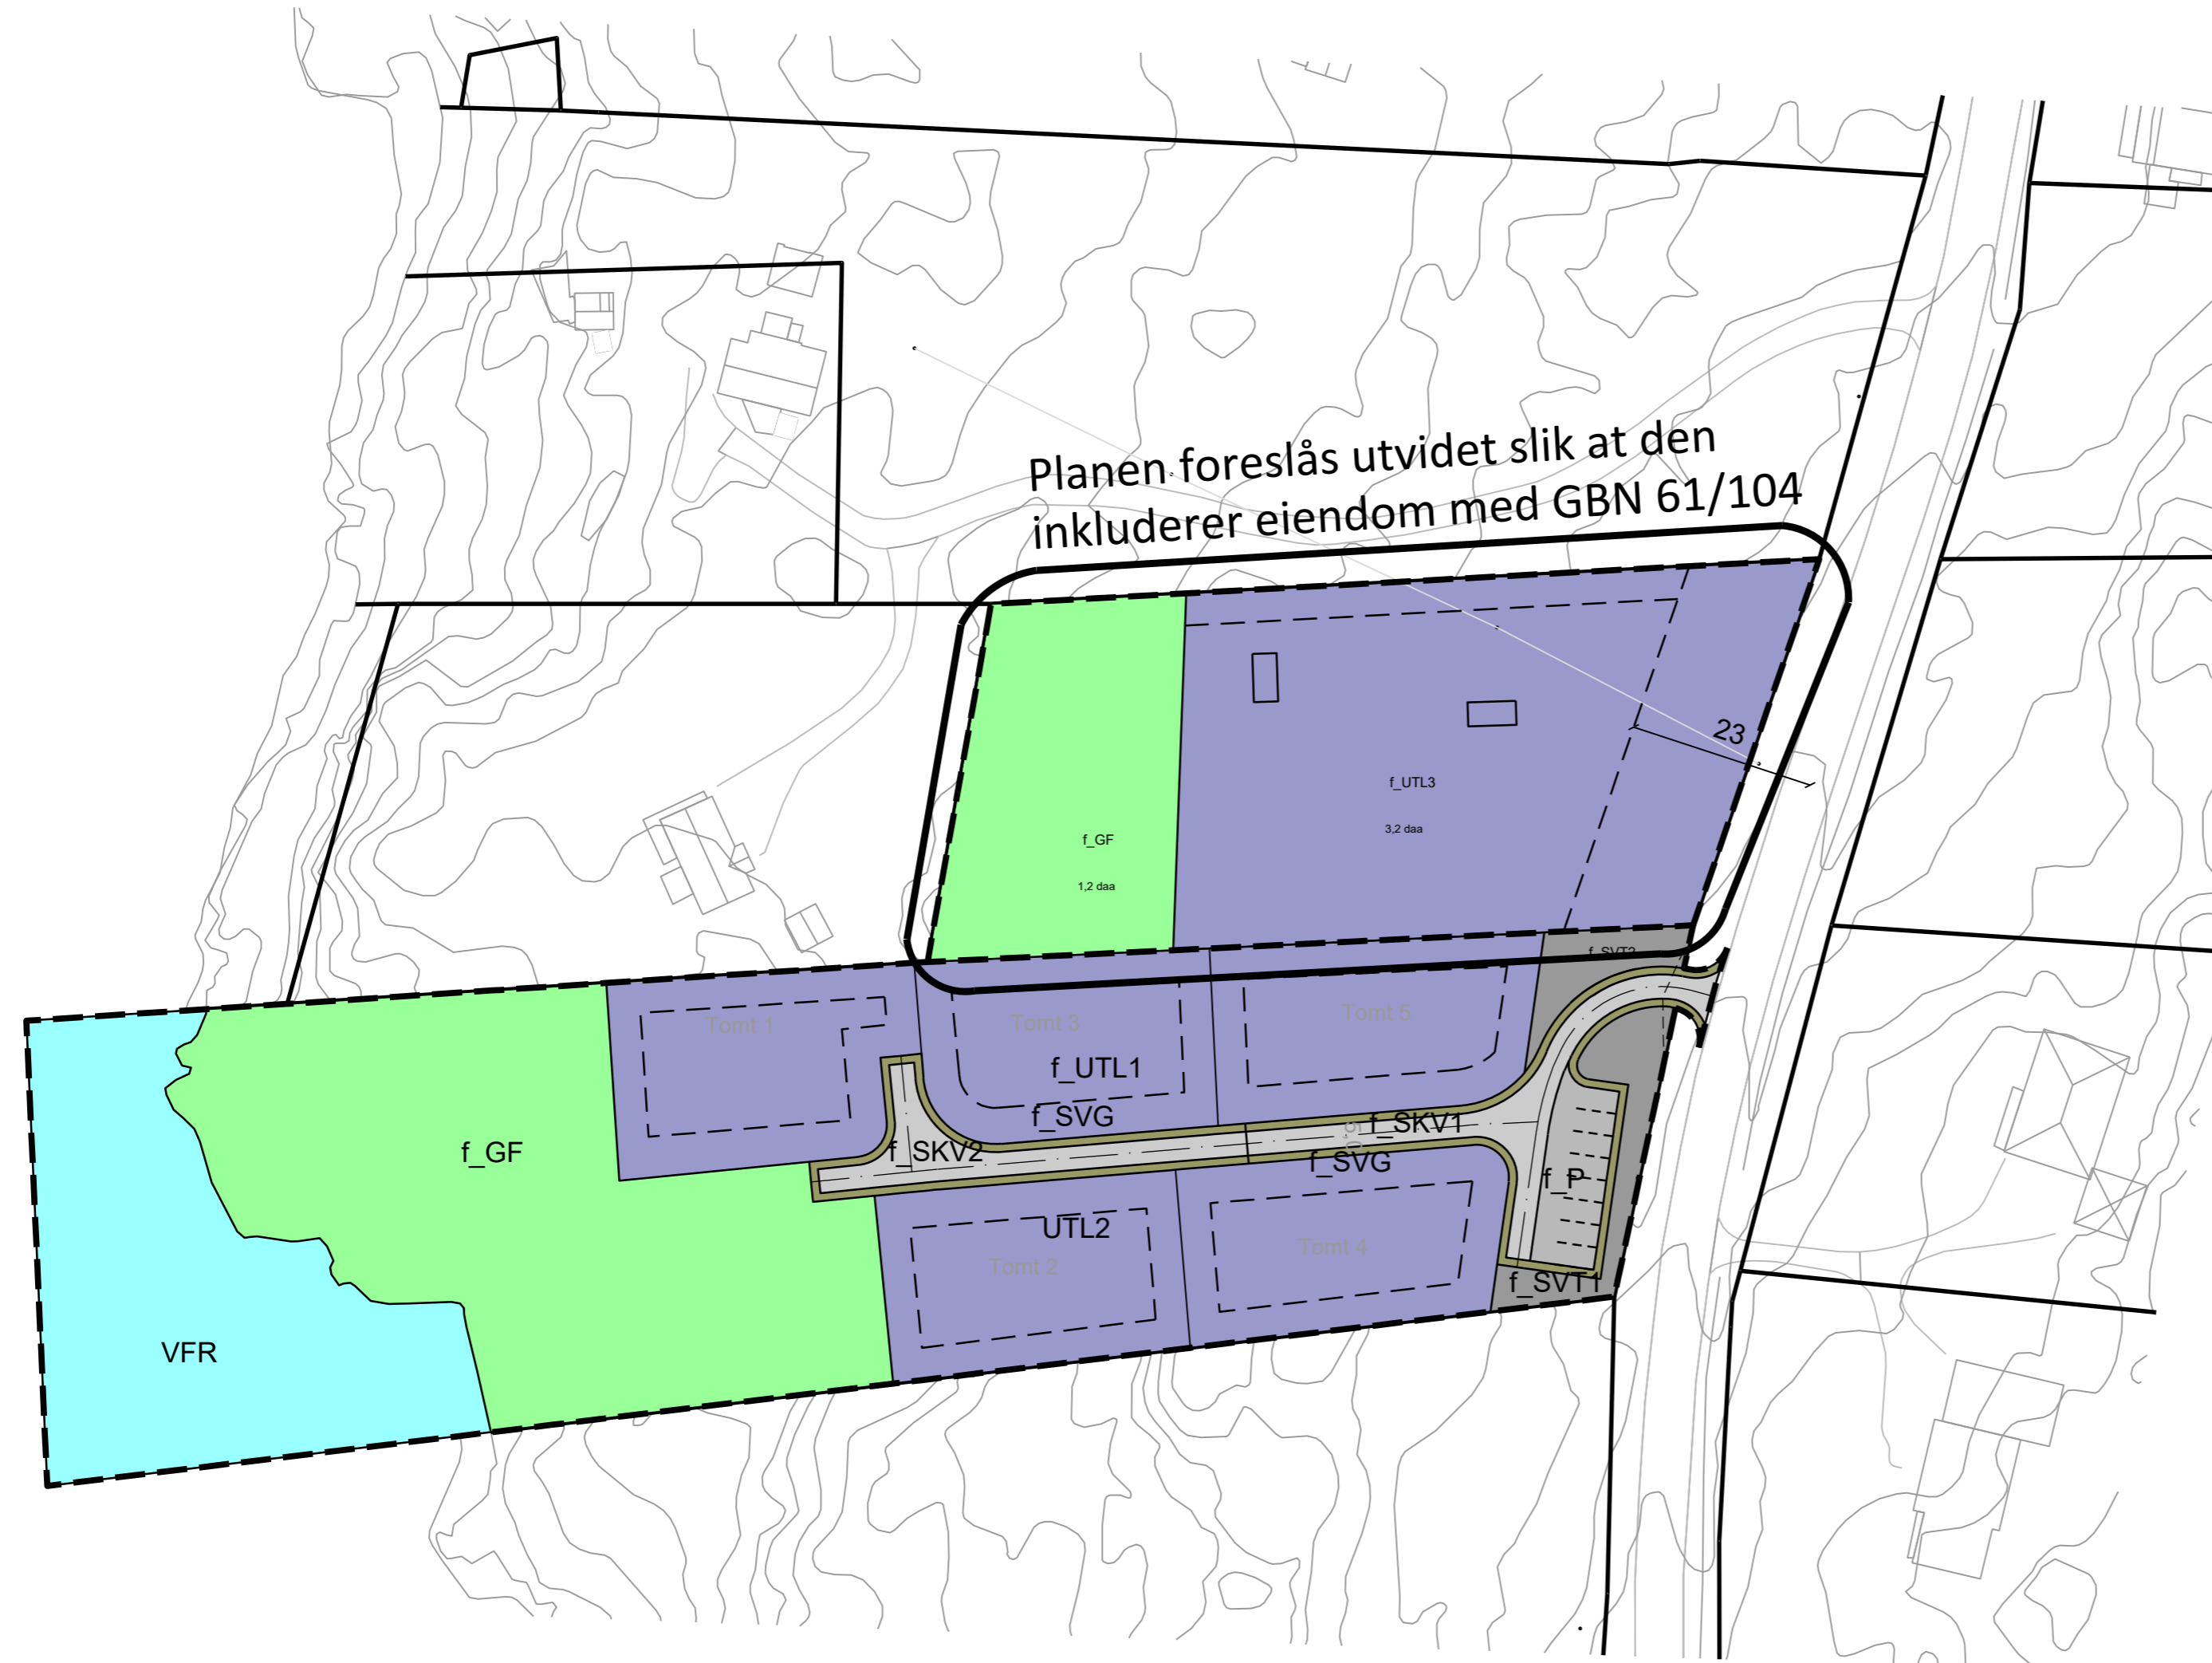 Planen foreslås utvidet slik at den
inkluderer eiendom med GBN 61/104
23
f_UTL3
3,2 daa
f_GF
1,2 daa
f_SVT2
Tomt 1
Tomt 3
Tomt 5
f_UTL1
f_SVG
f_SKV1
f_GF
f_SKV2
f_SVG
f_P
UTL2
Tomt 4
Tomt 2
f_SVT1
VFR